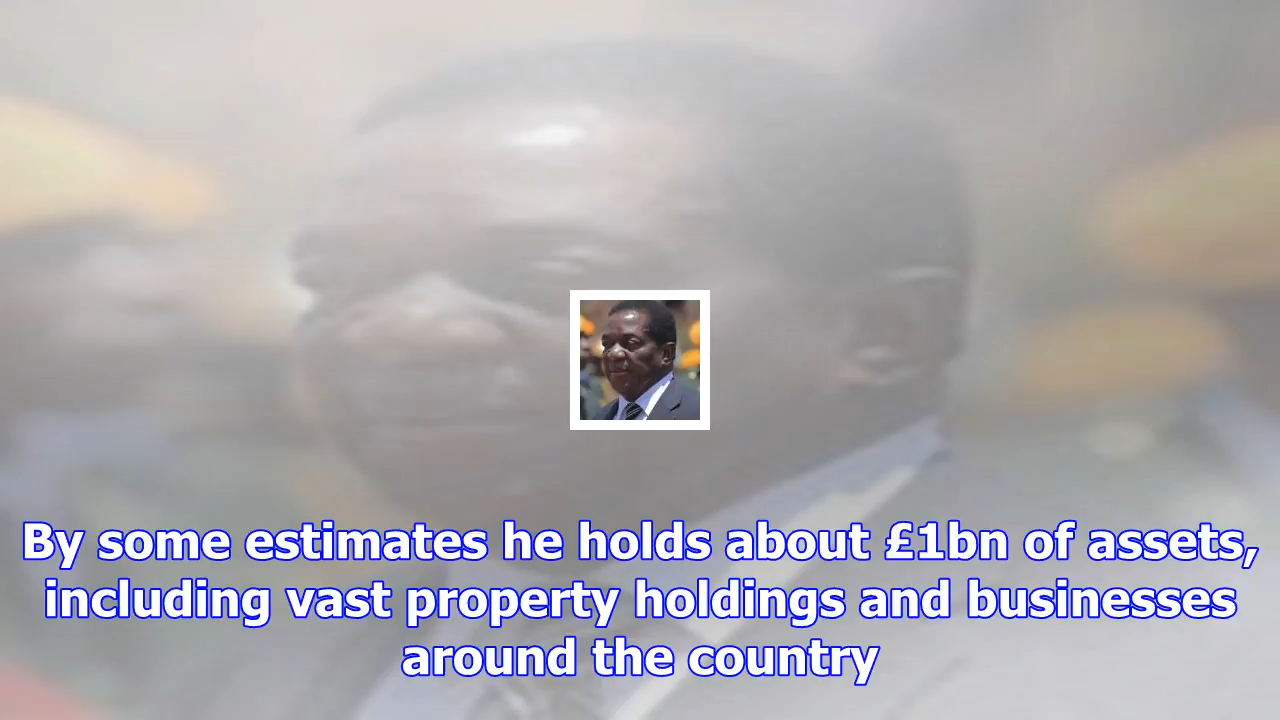 By some estimates he holds about £1bn of assets,
including vast property holdings and businesses
around the country